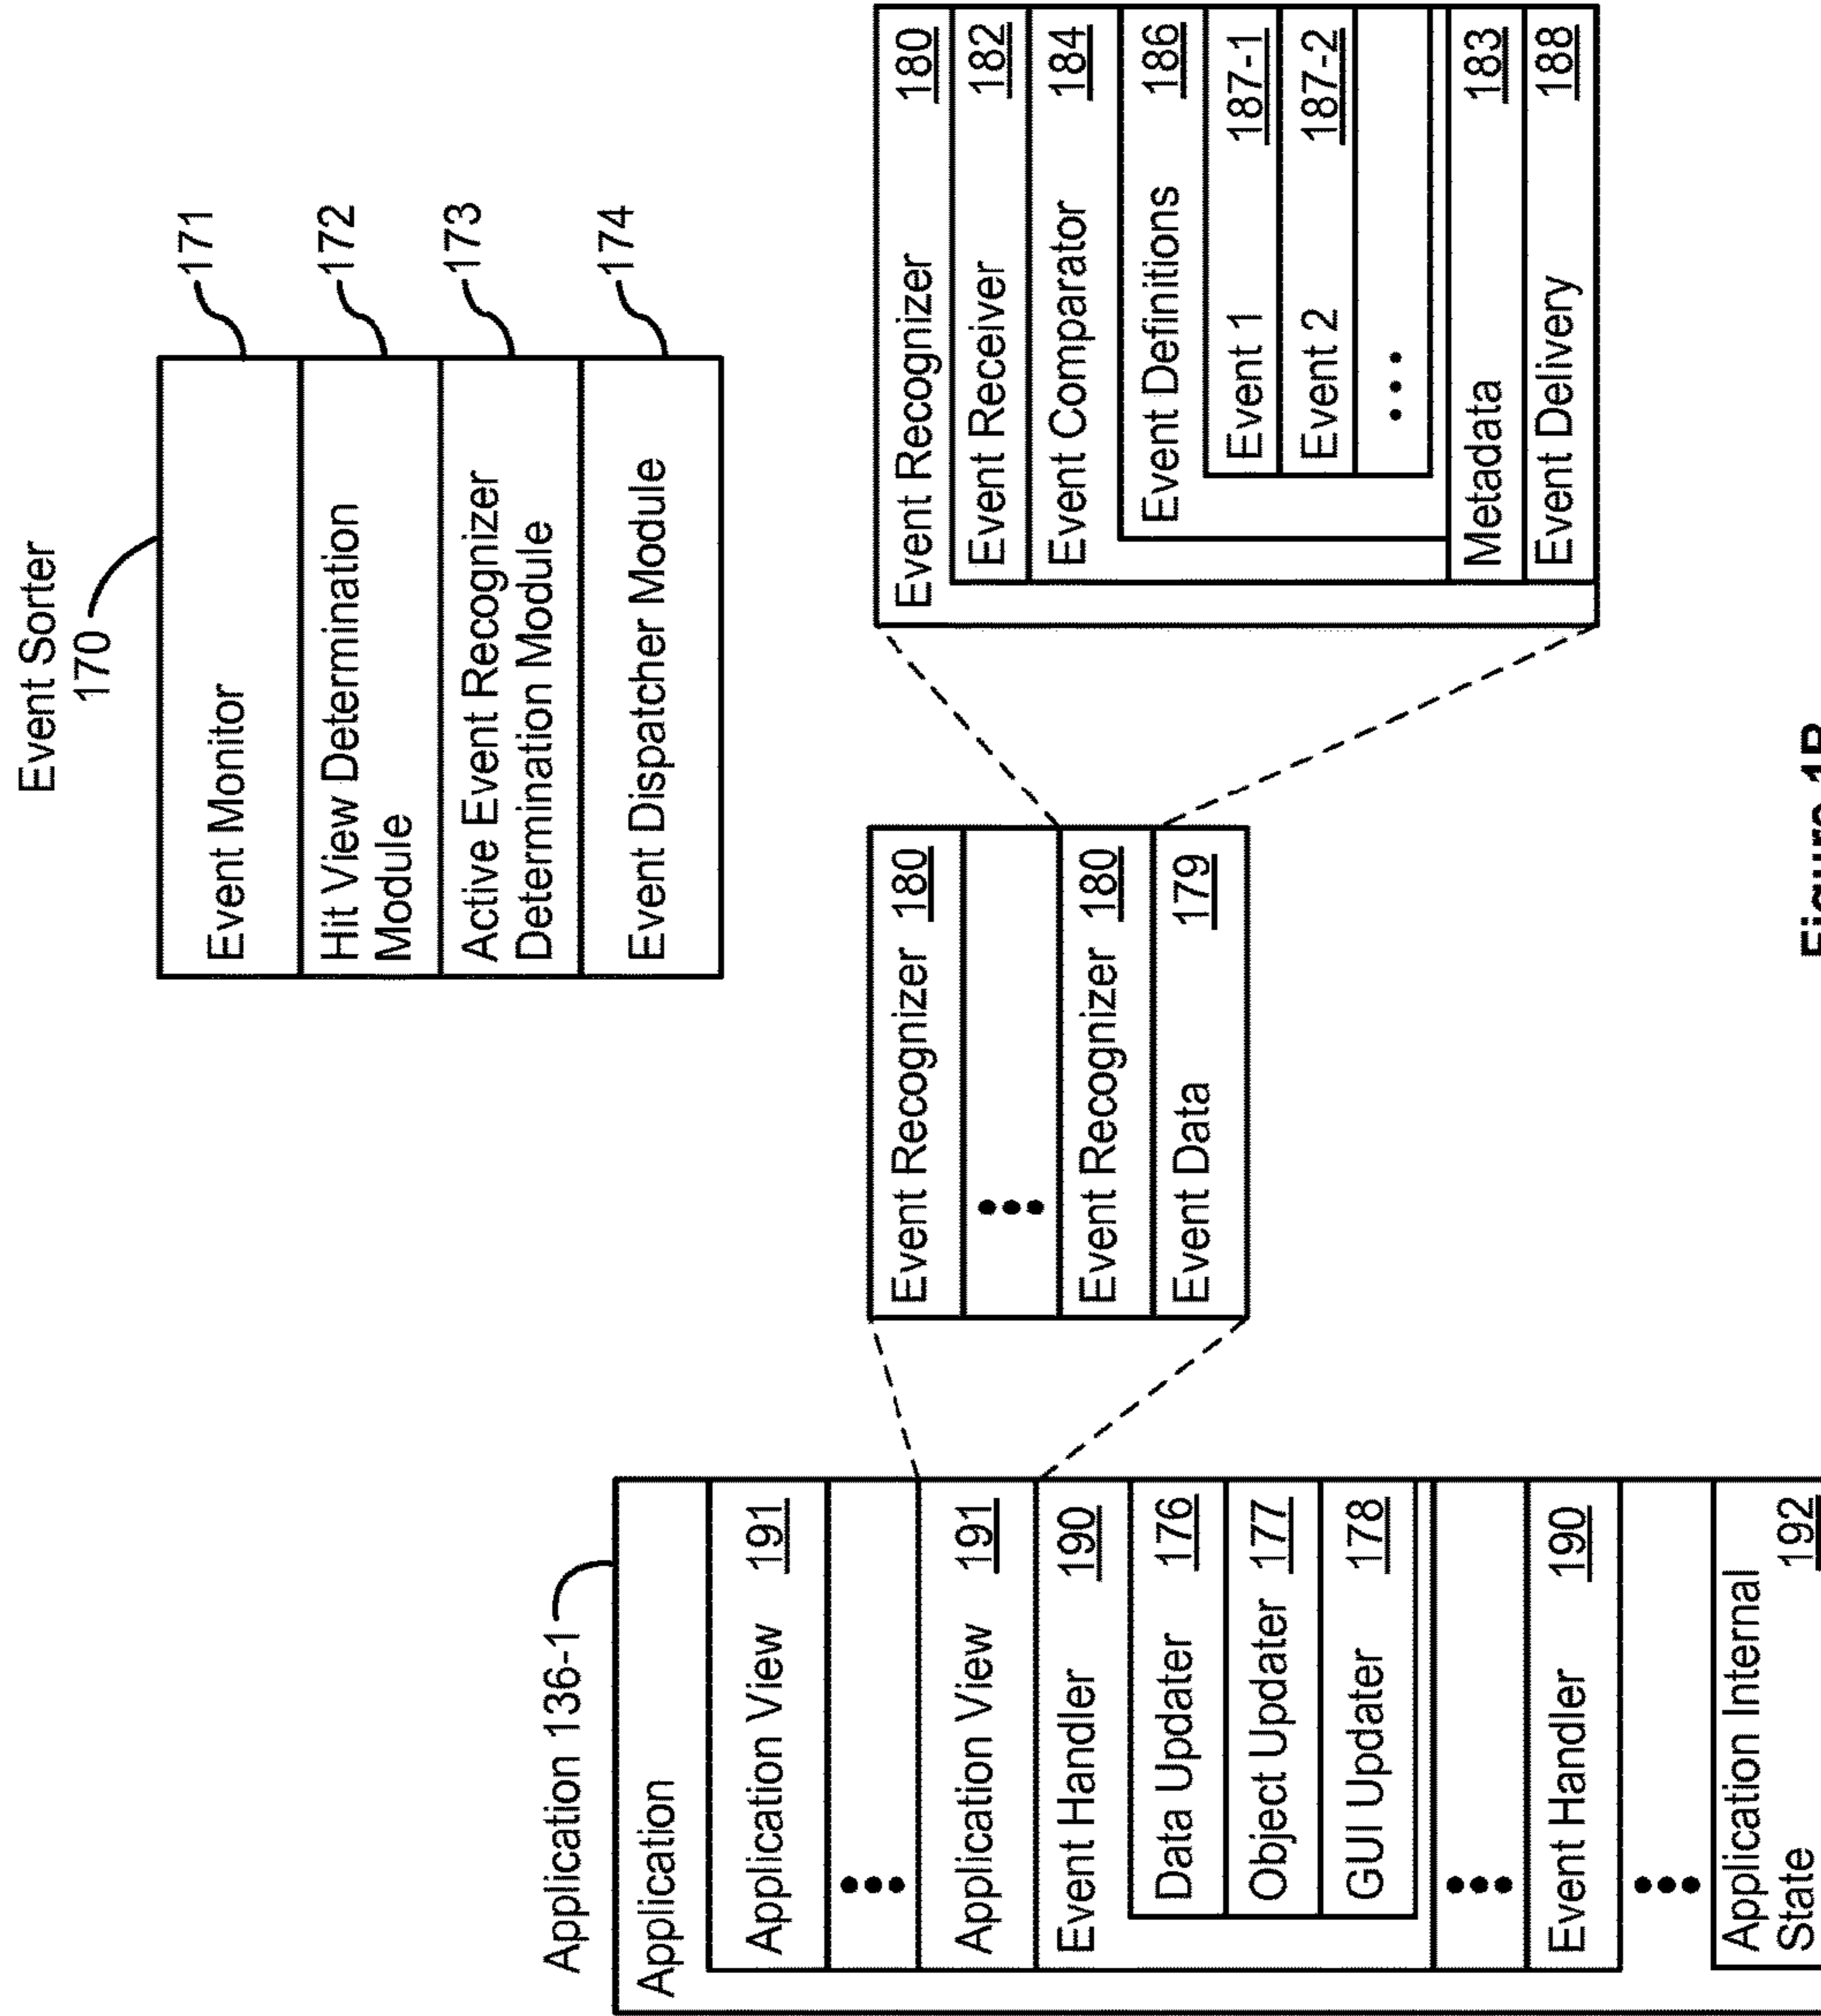 Event Sorter
170
Event Monitor
171
Hit View Determination
Module
172
Active Event Recognizer
Determination Module
173
Event Dispatcher Module
174
Application 136-1
Application
Application View 191
Application View 191
Event Handler 190
Data Updater 176
Object Updater 177
GUI Updater 178
Event Handler 190
Application Internal
State 192
Event Recognizer 180
Event Recognizer 180
Event Data 179
Event Recognizer 180
Event Receiver 182
Event Comparator 184
Event Definitions 186
Event 1 187-1
Event 2 187-2
Metadata 183
Event Delivery 188
Figure 1B